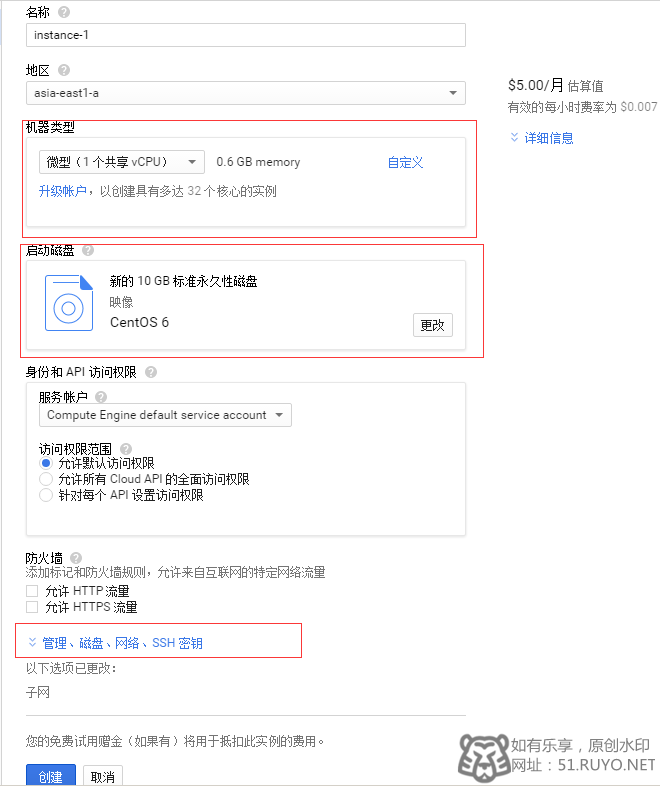 名称
instance-1
地区
asia-east1-a
$5.00/月 估算值
有效的每小时费率为 $0.007
详细信息
机器类型
微型（1 个共享 vCPU） 0.6 GB memory 自定义
升级帐户，以创建具有多达 32 个核心的实例
启动磁盘
新的 10 GB 标准永久性磁盘
映像
CentOS 6
更改
身份和 API 访问权限
服务帐户
Compute Engine default service account
访问权限范围
允许默认访问权限
允许所有 Cloud API 的全面访问权限
针对每个 API 设置访问权限
防火墙
添加标记和防火墙规则，允许来自互联网的特定网络流量
允许 HTTP 流量
允许 HTTPS 流量
管理、磁盘、网络、SSH 密钥
以下选项已更改：
子网
您的免费试用赠金（如果有）将用于抵扣此实例的费用。
创建 取消
如有乐享，原创水印
网址：51.RUYO.NET